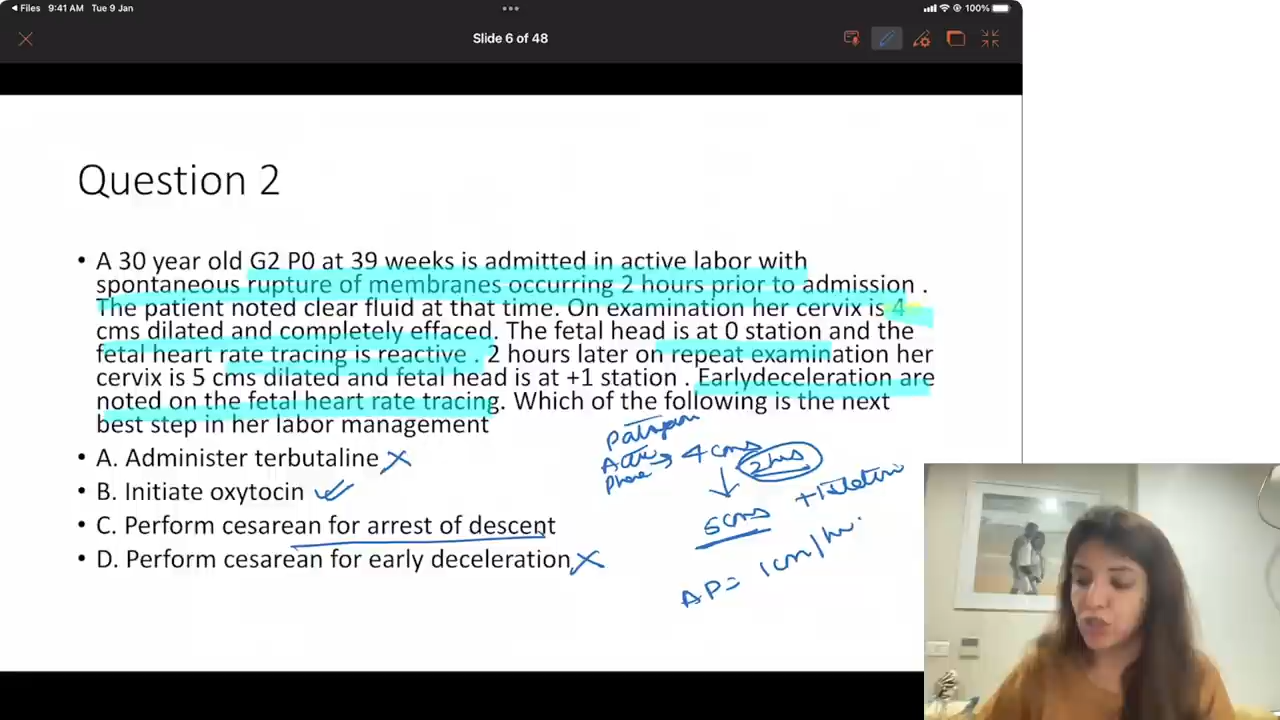 Files 9:41 AM Tue 9 Jan
100%
Slide 6 of 48
Question 2
• A 30 year old G2 P0 at 39 weeks is admitted in active labor with
spontaneous rupture of membranes occurring 2 hours prior to admission .
The patient noted clear fluid at that time. On examination her cervix is 4
cms dilated and completely effaced. The fetal head is at 0 station and the
fetal heart rate tracing is reactive . 2 hours later on repeat examination her
cervix is 5 cms dilated and fetal head is at +1 station . Earlydeceleration are
noted on the fetal heart rate tracing. Which of the following is the next
best step in her labor management
• A. Administer terbutaline
• B. Initiate oxytocin
• C. Perform cesarean for arrest of descent
• D. Perform cesarean for early deceleration
Active → 4 cms
Phase
2 hrs
5 cms
AP = 1 cm/hr.